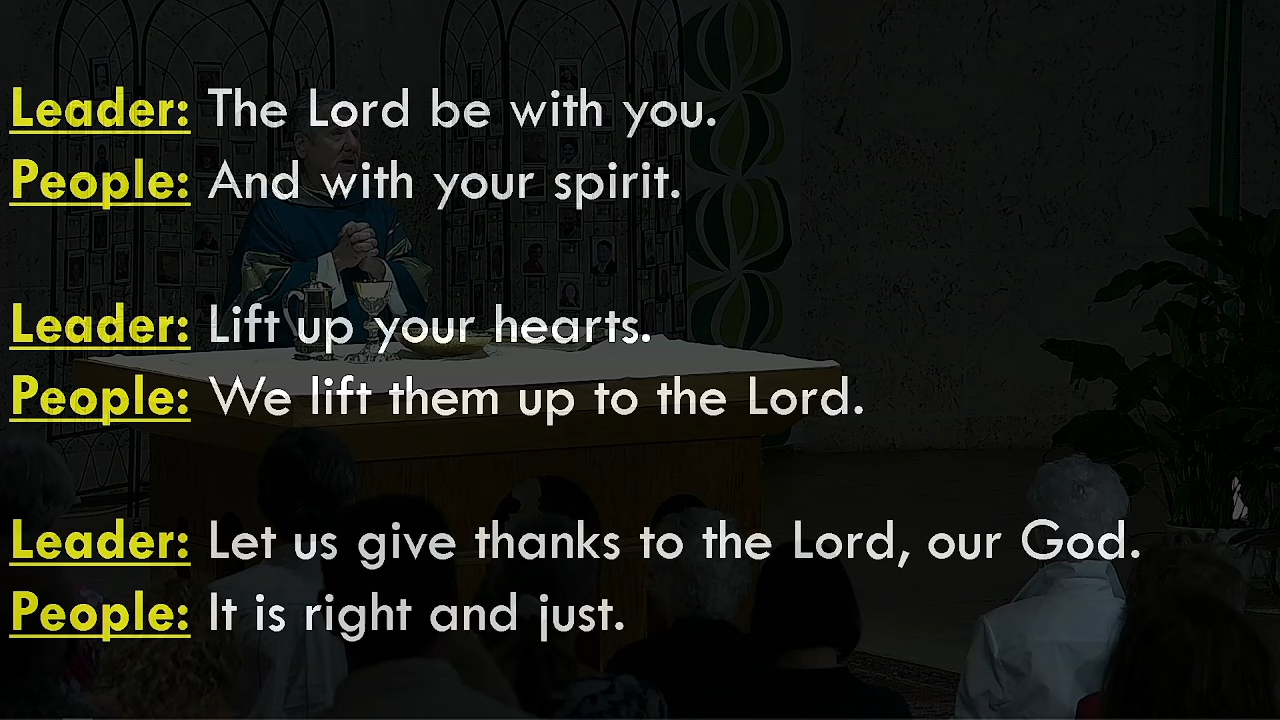 Leader: The Lord be with you.
People: And with your spirit.
Leader: Lift up your hearts.
People: We lift them up to the Lord.
Leader: Let us give thanks to the Lord, our God.
People: It is right and just.